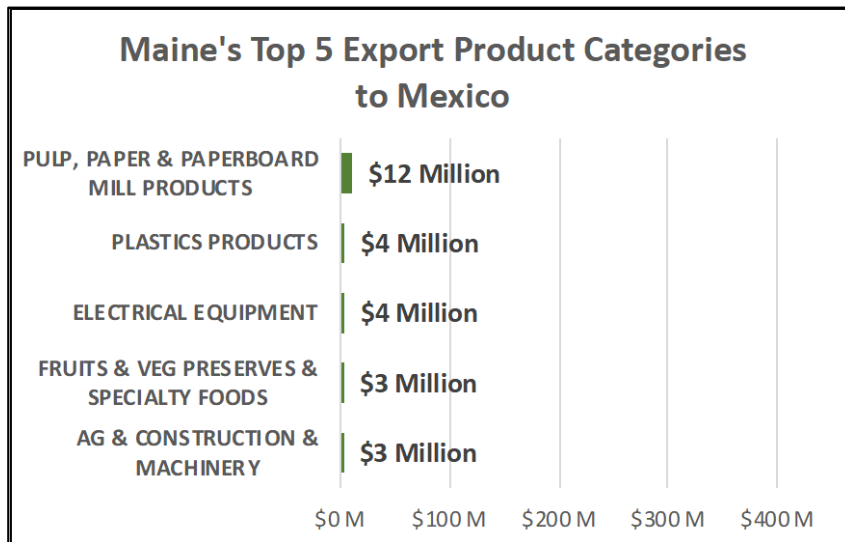 Maine's Top 5 Export Product Categories
to Mexico
PULP, PAPER & PAPERBOARD
MILL PRODUCTS
$12 Million
PLASTICS PRODUCTS
$4 Million
ELECTRICAL EQUIPMENT
$4 Million
FRUITS & VEG PRESERVES &
SPECIALTY FOODS
$3 Million
AG & CONSTRUCTION &
MACHINERY
$3 Million
$0 M $100 M $200 M $300 M $400 M